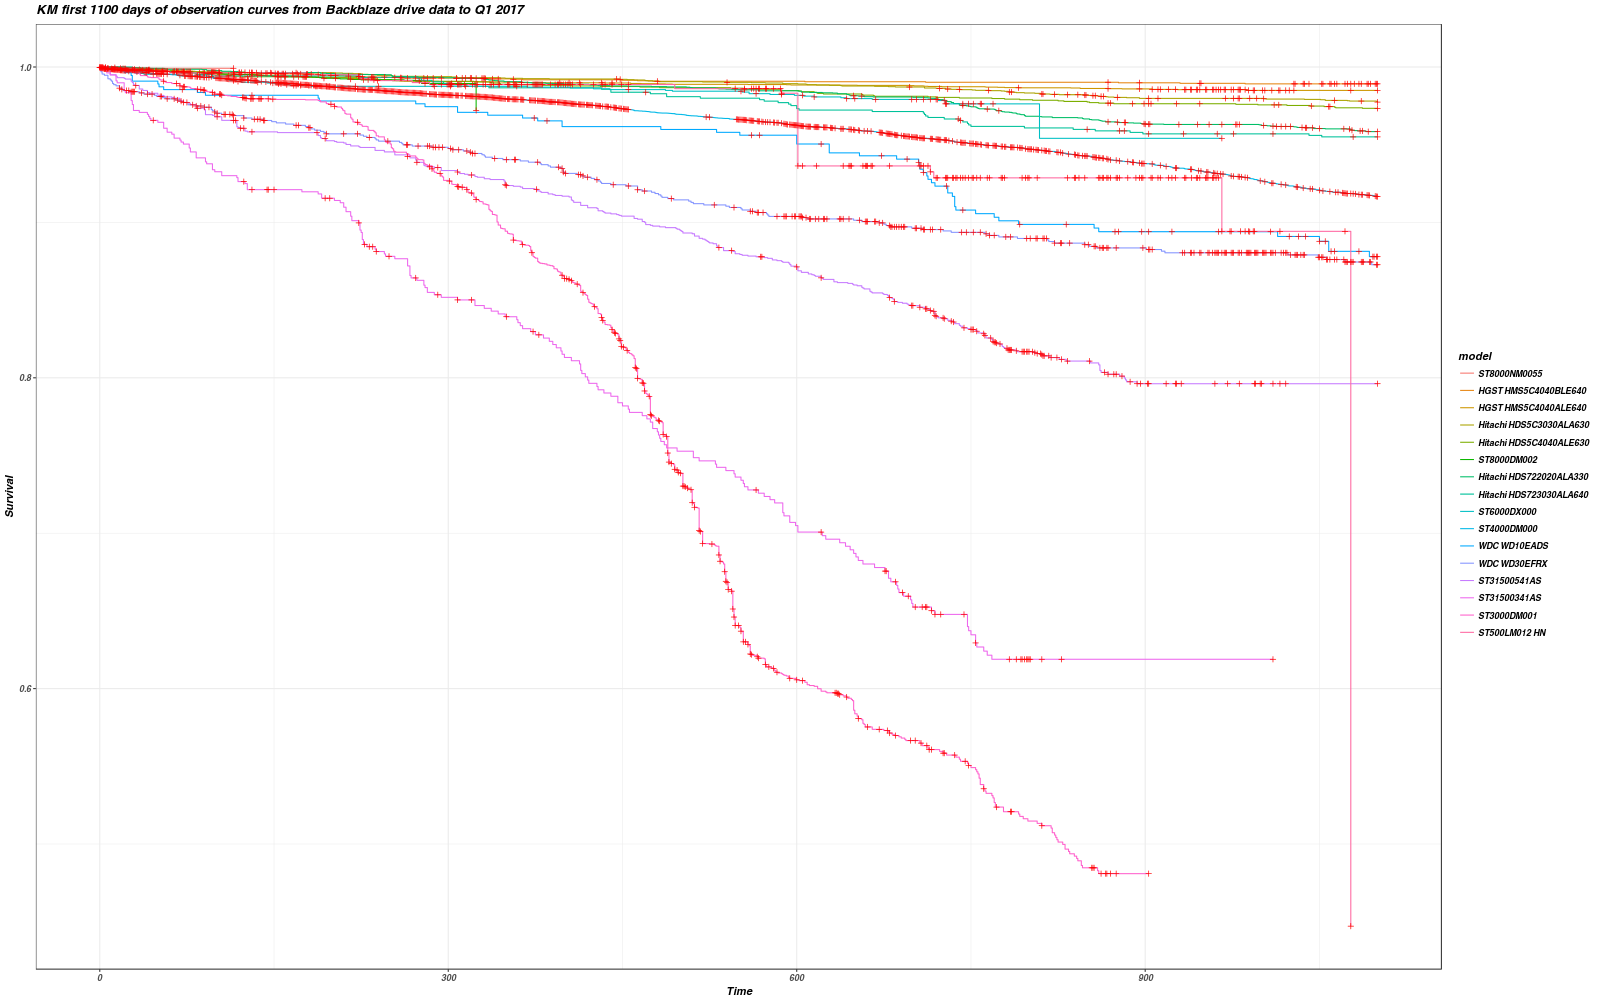 KM first 1100 days of observation curves from Backblaze drive data to Q1 2017
1.0
0.8
0.6
Survival
0
300
600
900
Time
model
ST8000NM0055
HGST HMS5C4040BLE640
HGST HMS5C4040ALE640
Hitachi HDS5C3030ALA630
Hitachi HDS5C4040ALE630
ST8000DM002
Hitachi HDS722020ALA330
Hitachi HDS723030ALA640
ST6000DX000
ST4000DM000
WDC WD10EADS
WDC WD30EFRX
ST31500541AS
ST31500341AS
ST3000DM001
ST500LM012 HN